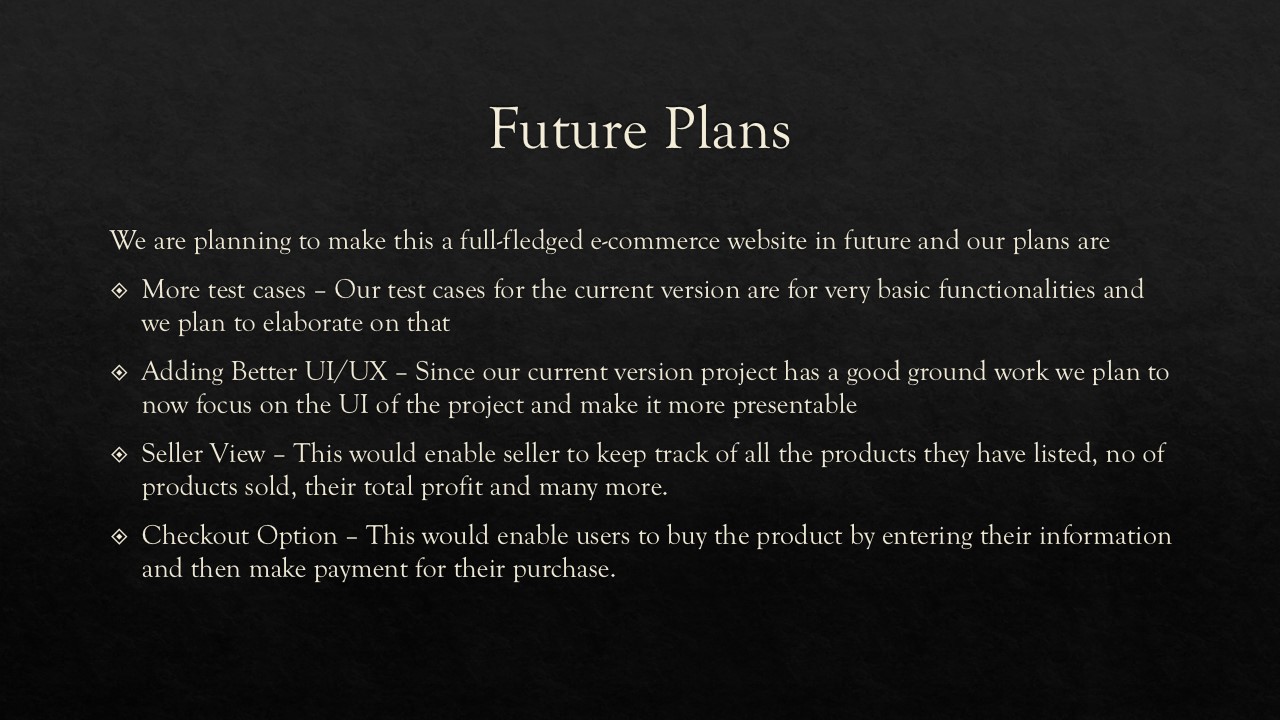 Future Plans
We are planning to make this a full-fledged e-commerce website in future and our plans are
More test cases – Our test cases for the current version are for very basic functionalities and
we plan to elaborate on that
Adding Better UI/UX – Since our current version project has a good ground work we plan to
now focus on the UI of the project and make it more presentable
Seller View – This would enable seller to keep track of all the products they have listed, no of
products sold, their total profit and many more.
Checkout Option – This would enable users to buy the product by entering their information
and then make payment for their purchase.